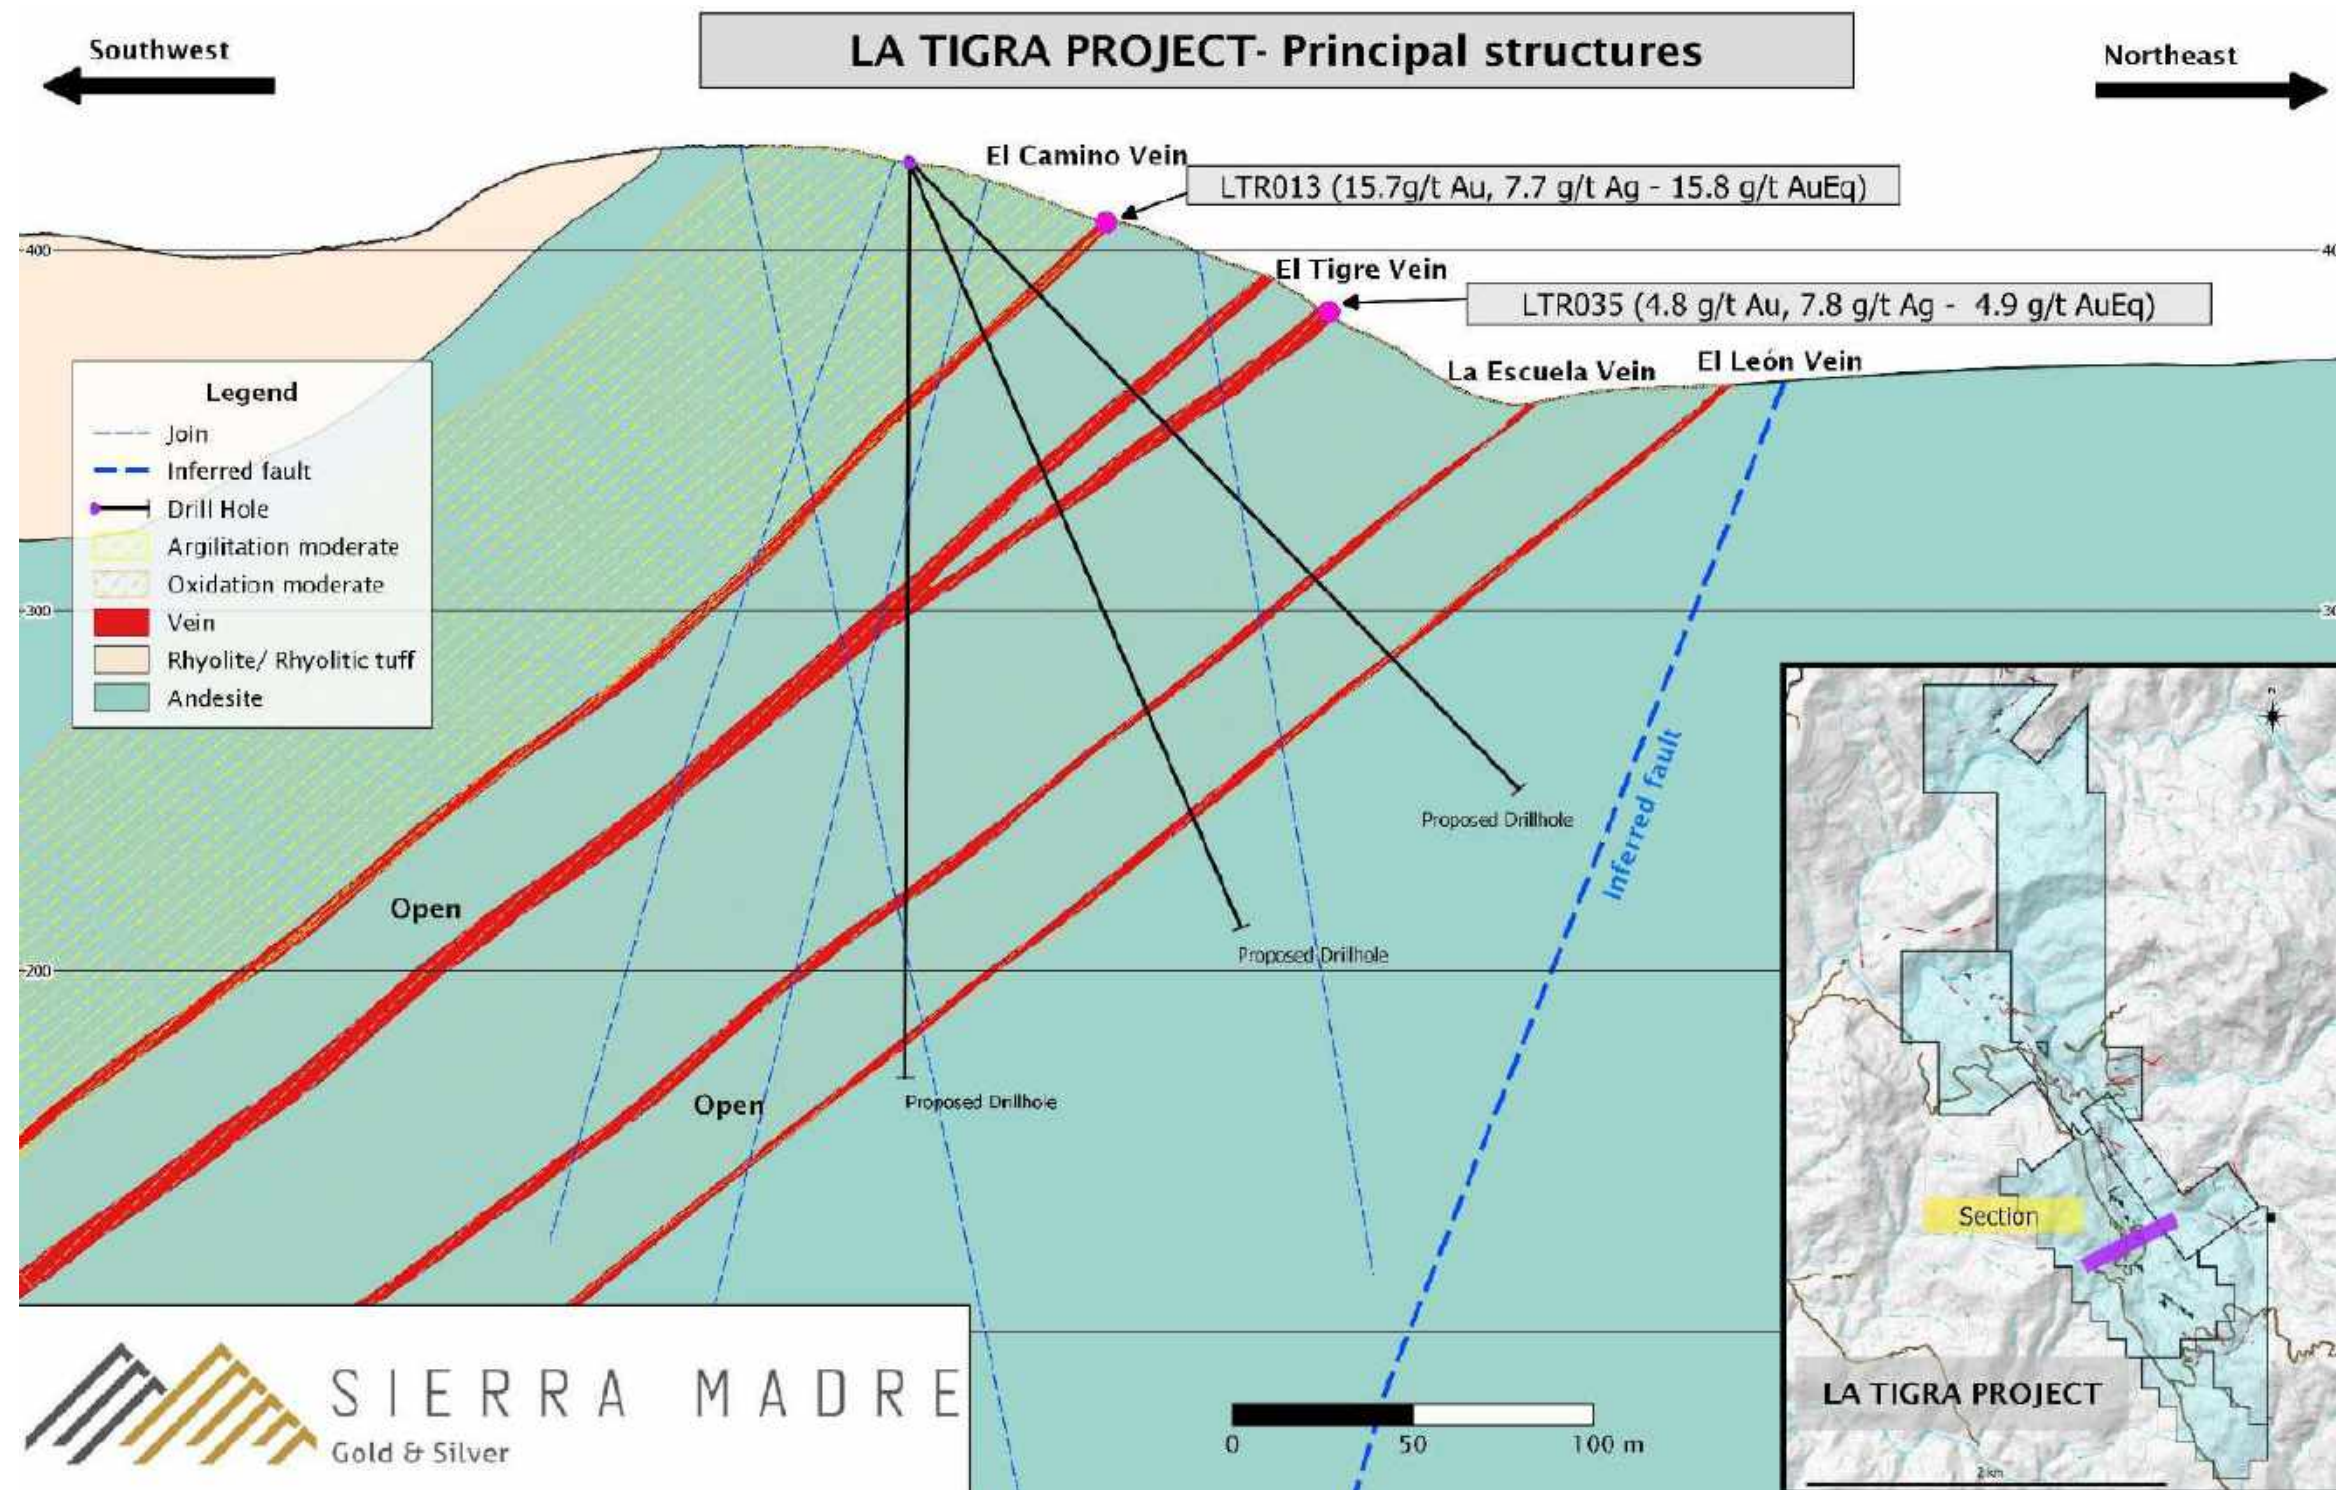 LA TIGRA PROJECT- Principal structures
Southwest
Northeast
El Camino Vein
LTR013 (15.7g/t Au, 7.7 g/t Ag - 15.8 g/t AuEq)
400
El Tigre Vein
LTR035 (4.8 g/t Au, 7.8 g/t Ag - 4.9 g/t AuEq)
La Escuela Vein
El León Vein
Legend
Join
Inferred fault
Drill Hole
Argilitation moderate
Oxidation moderate
Vein
Rhyolite/ Rhyolitic tuff
Andesite
300
Proposed Drillhole
Inferred fault
Open
Proposed Drillhole
200
Open
Proposed Drillhole
Section
LA TIGRA PROJECT
2 km
SIERRA MADRE
Gold & Silver
0 50 100 m